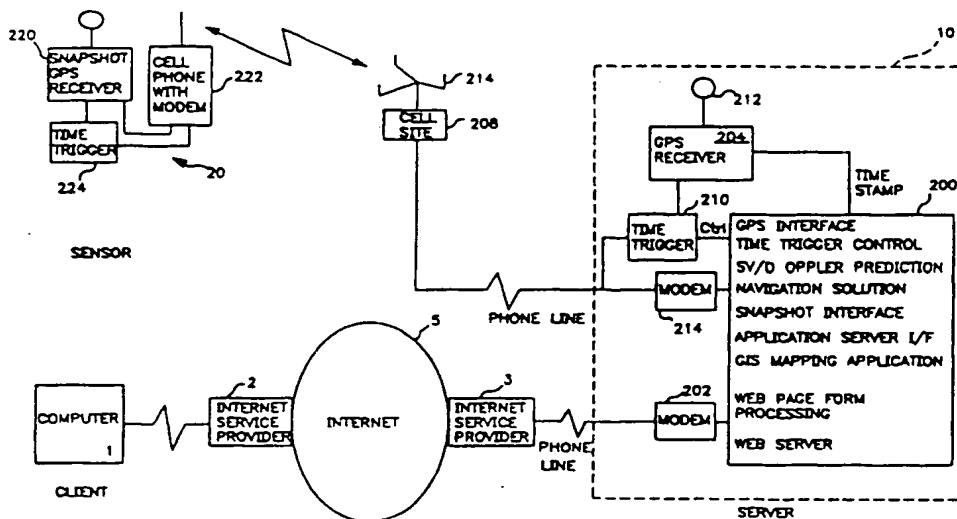 220
SNAPSHOT
GPS
RECEIVER
CELL
PHONE
WITH
MODEM
222
TIME
TRIGGER
224
20
SENSOR
214
CELL
SITE
208
10
212
GPS 204
RECEIVER
TIME
STAMP
200
210
TIME
TRIGGER
Ctrl
GPS INTERFACE
TIME TRIGGER CONTROL
SV/D OPPLER PREDICTION
NAVIGATION SOLUTION
SNAPSHOT INTERFACE
APPLICATION SERVER I/F
GIS MAPPING APPLICATION
WEB PAGE FORM
PROCESSING
WEB SERVER
MODEM
214
PHONE LINE
5
2
3
202
COMPUTER
1
INTERNET
SERVICE
PROVIDER
INTERNET
INTERNET
SERVICE
PROVIDER
PHONE
LINE
MODEM
CLIENT
SERVER